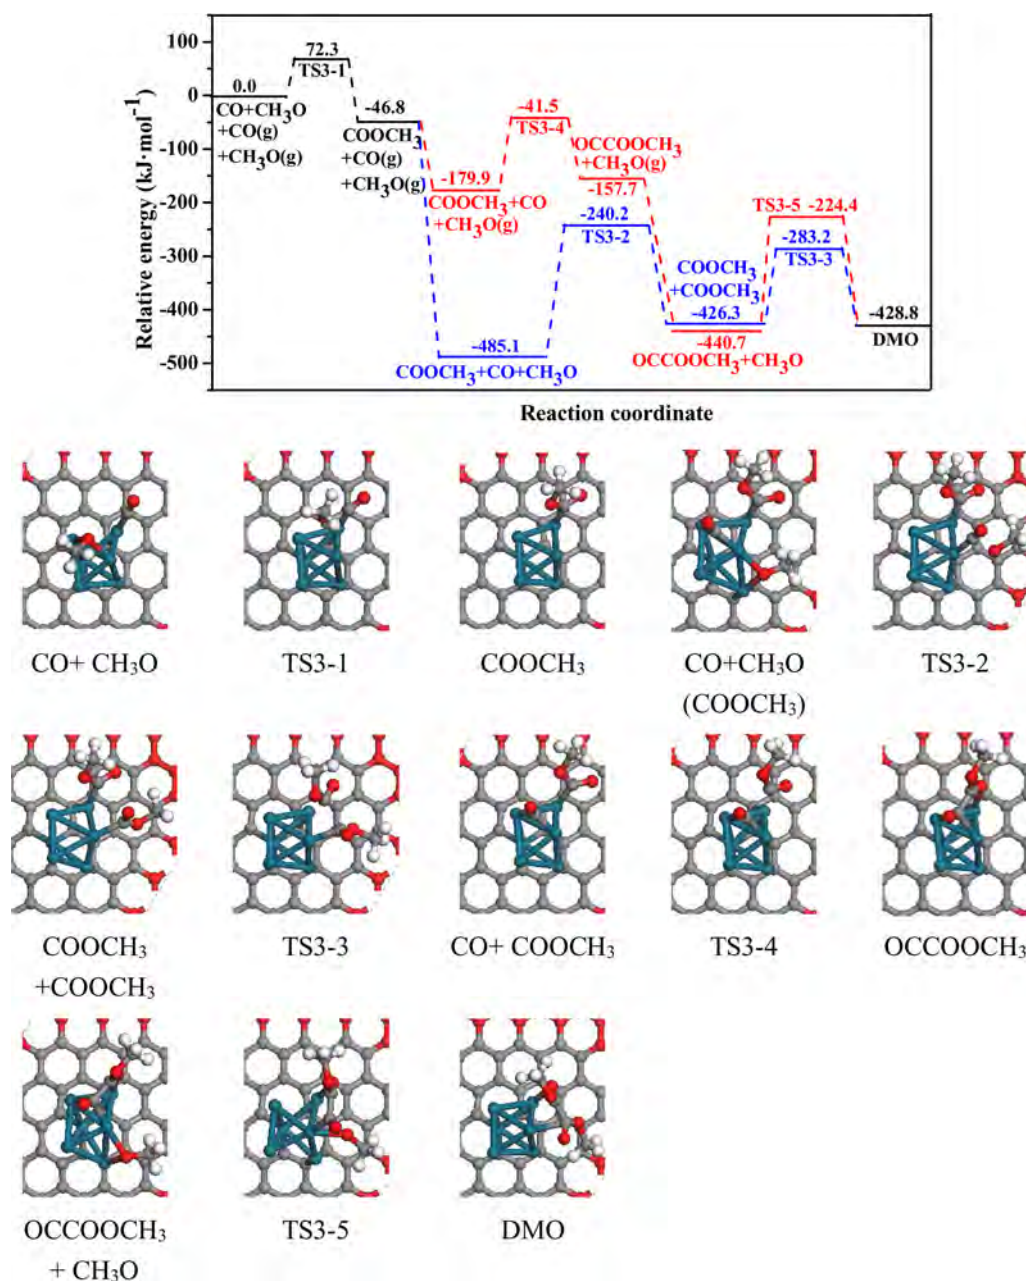 Relative energy (kJ·mol⁻¹)
100
0
-100
-200
-300
-400
-500
0.0
CO+CH₃O
+CO(g)
+CH₃O(g)
72.3
TS3-1
-46.8
COOCH₃
+CO(g)
+CH₃O(g)
-179.9
COOCH₃+CO
+CH₃O(g)
-41.5
TS3-4
OCCOOCH₃
+CH₃O(g)
-157.7
-240.2
TS3-2
-485.1
COOCH₃+CO+CH₃O
COOCH₃
+COOCH₃
-426.3
-440.7
OCCOOCH₃+CH₃O
TS3-5 -224.4
-283.2
TS3-3
-428.8
DMO
Reaction coordinate
CO+ CH₃O
TS3-1
COOCH₃
CO+CH₃O
(COOCH₃)
TS3-2
COOCH₃
+COOCH₃
TS3-3
CO+ COOCH₃
TS3-4
OCCOOCH₃
OCCOOCH₃
+ CH₃O
TS3-5
DMO